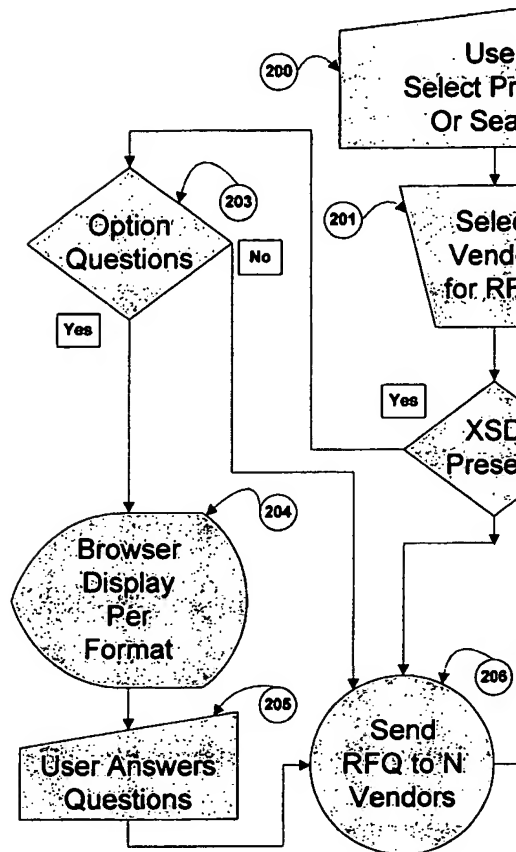 200
Use
Select Pr
Or Sea
203
Option
Questions
No
Yes
201
Selec
Vend
for RF
Yes
XSD
Prese
204
Browser
Display
Per
Format
205
User Answers
Questions
206
Send
RFQ to N
Vendors